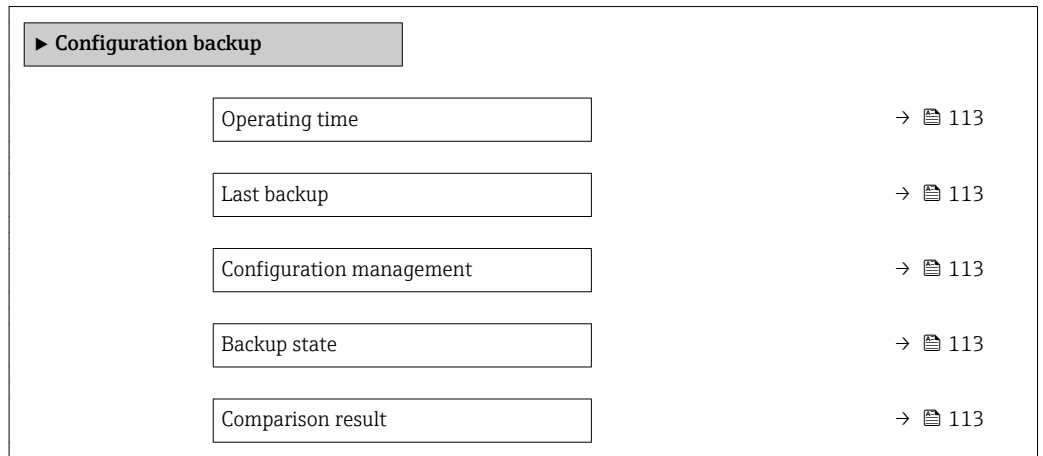 ► Configuration backup
Operating time → 113
Last backup → 113
Configuration management → 113
Backup state → 113
Comparison result → 113